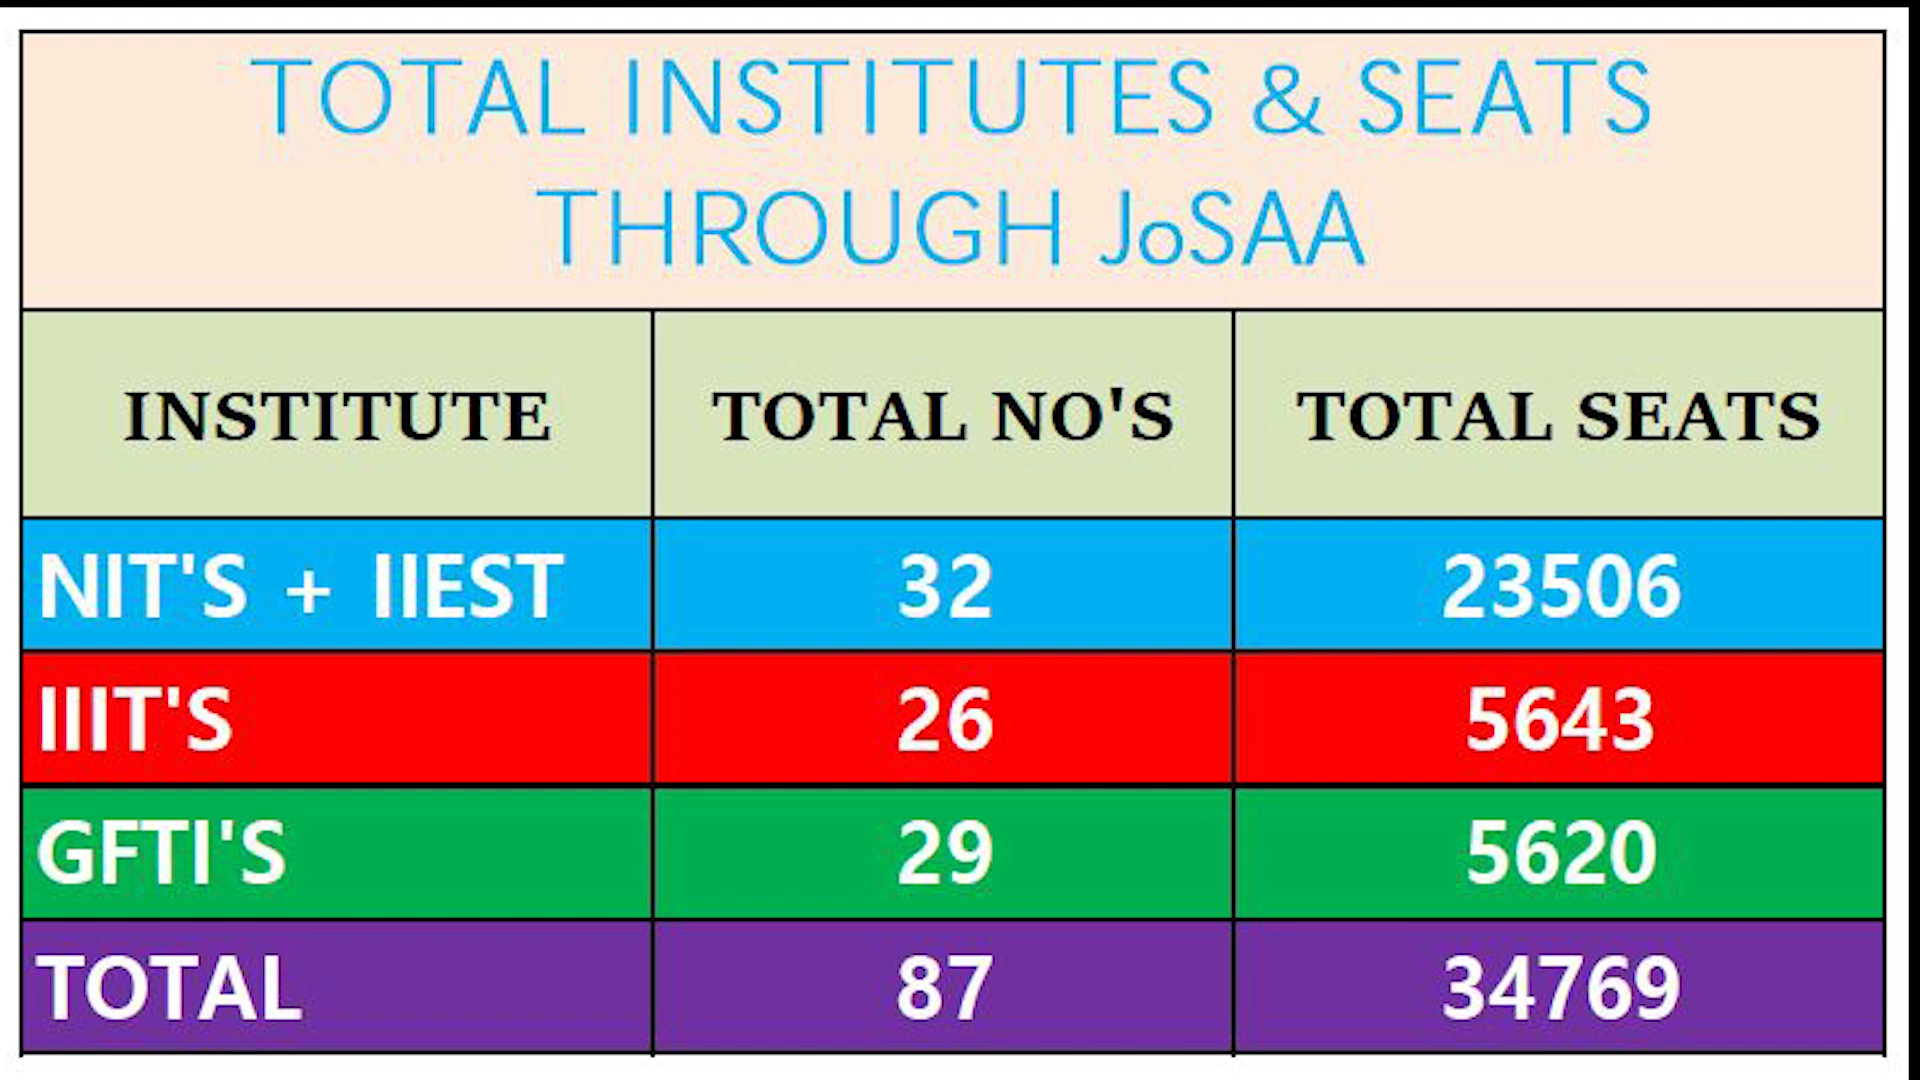 TOTAL INSTITUTES & SEATS
THROUGH JoSAA
INSTITUTE TOTAL NO'S TOTAL SEATS
NIT'S + IIEST 32 23506
IIIT'S 26 5643
GFTI'S 29 5620
TOTAL 87 34769